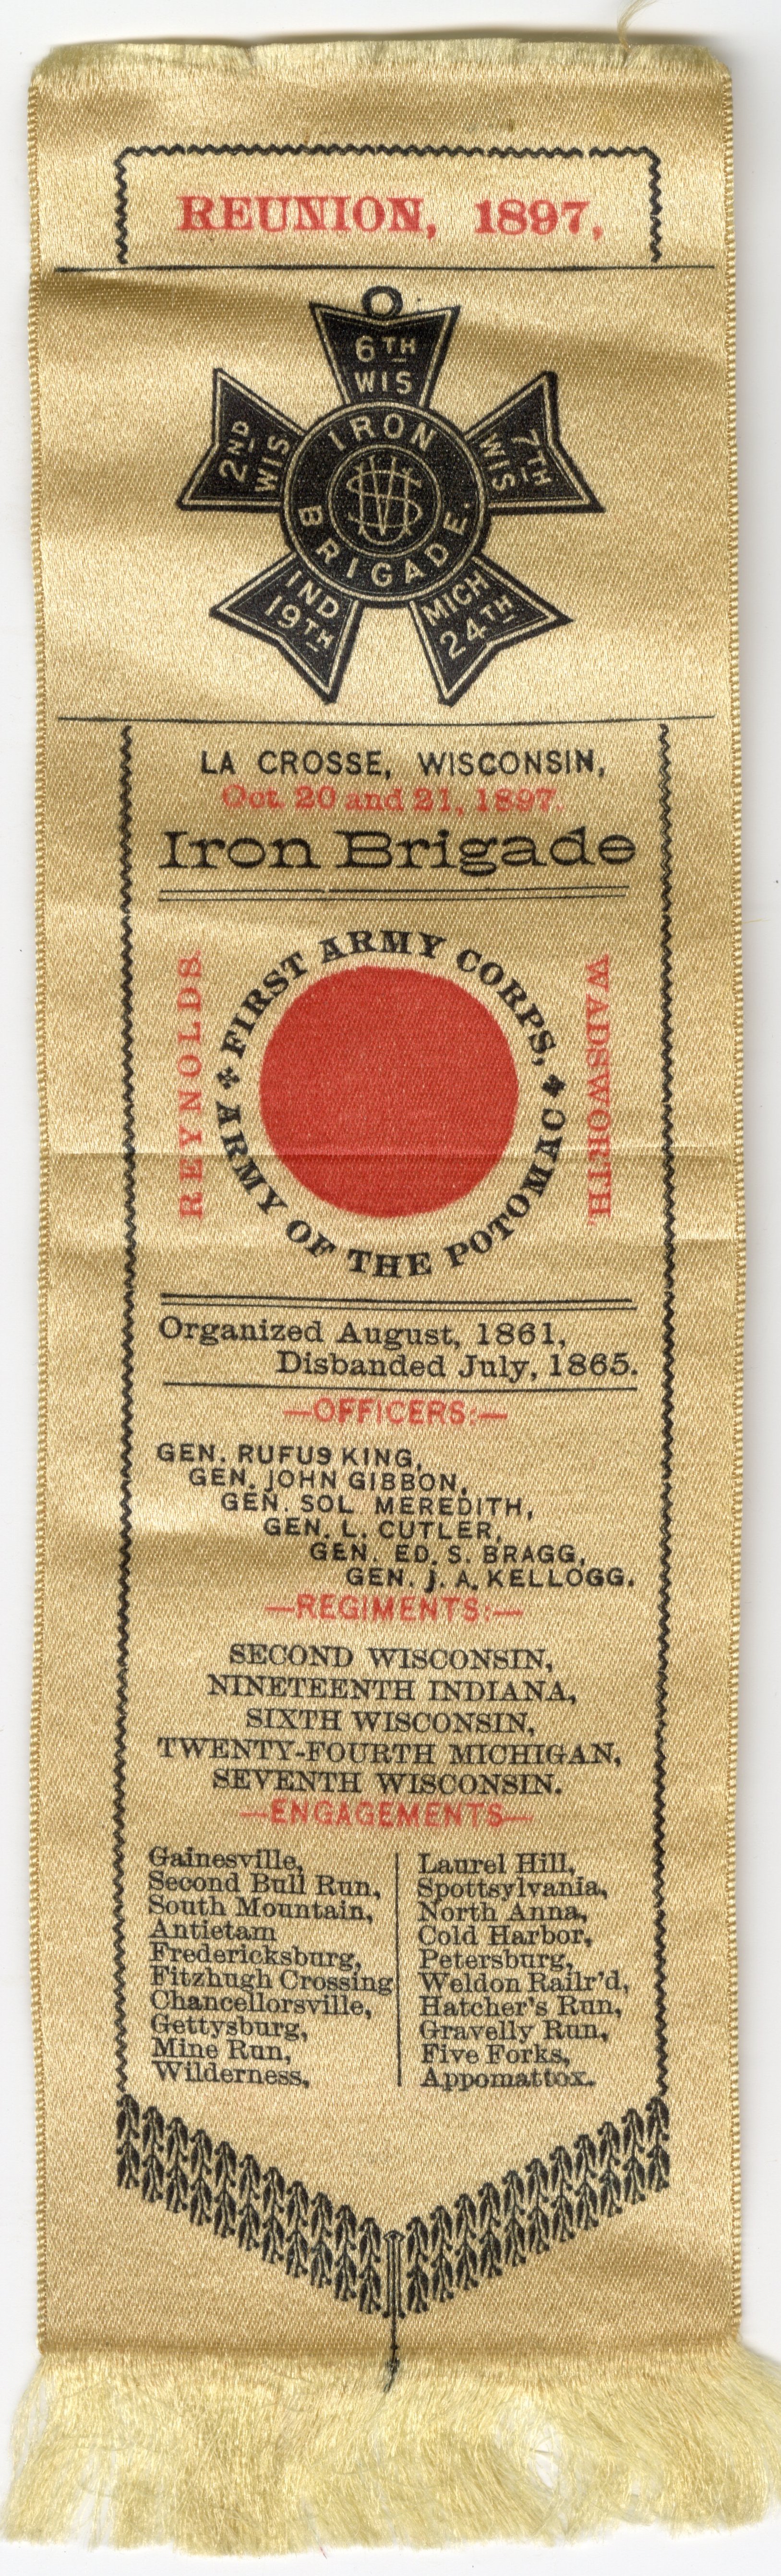 REUNION, 1897,
6TH
WIS
2ND
WIS
7TH
WIS
IRON
BRIGADE.
IND
19TH
MICH
24TH
LA CROSSE, WISCONSIN,
Oct. 20 and 21, 1897.
Iron Brigade
REYNOLDS.
FIRST ARMY CORPS,
ARMY OF THE POTOMAC
WADSWORTH.
Organized August, 1861,
Disbanded July, 1865.
—OFFICERS:—
GEN. RUFUS KING,
GEN. JOHN GIBBON,
GEN. SOL MEREDITH,
GEN. L. CUTLER,
GEN. ED. S. BRAGG,
GEN. J. A. KELLOGG.
—REGIMENTS:—
SECOND WISCONSIN,
NINETEENTH INDIANA,
SIXTH WISCONSIN,
TWENTY-FOURTH MICHIGAN,
SEVENTH WISCONSIN.
—ENGAGEMENTS—
Gainesville,
Second Bull Run,
South Mountain,
Antietam
Fredericksburg,
Fitzhugh Crossing
Chancellorsville,
Gettysburg,
Mine Run,
Wilderness,
Laurel Hill,
Spottsylvania,
North Anna,
Cold Harbor,
Petersburg,
Weldon Railr'd,
Hatcher's Run,
Gravelly Run,
Five Forks,
Appomattox.